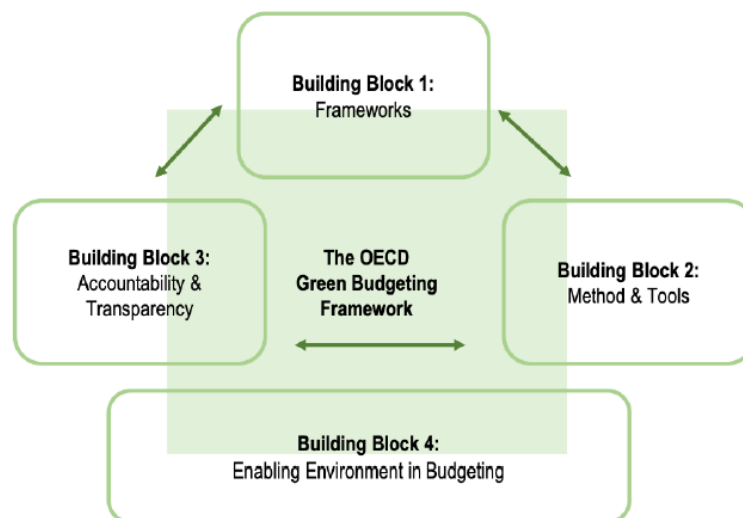 Building Block 1:
Frameworks
Building Block 3:
Accountability &
Transparency
The OECD
Green Budgeting
Framework
Building Block 2:
Method & Tools
Building Block 4:
Enabling Environment in Budgeting